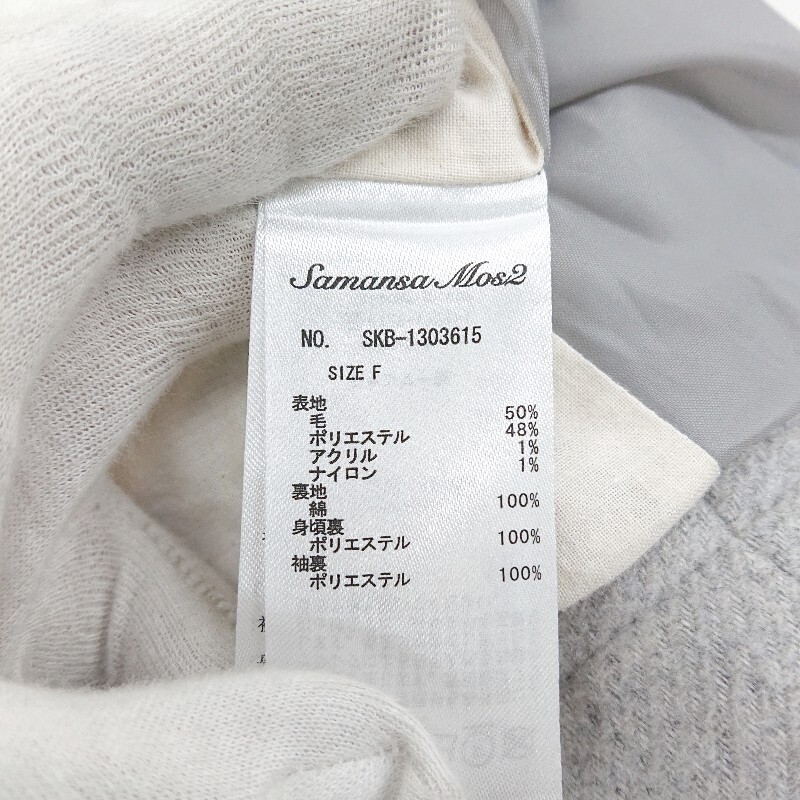 Samansa Mos2
NO. SKB-1303615
SIZE F
表地
毛 50%
ポリエステル 48%
アクリル 1%
ナイロン 1%
裏地
綿 100%
身頃裏
ポリエステル 100%
袖裏
ポリエステル 100%